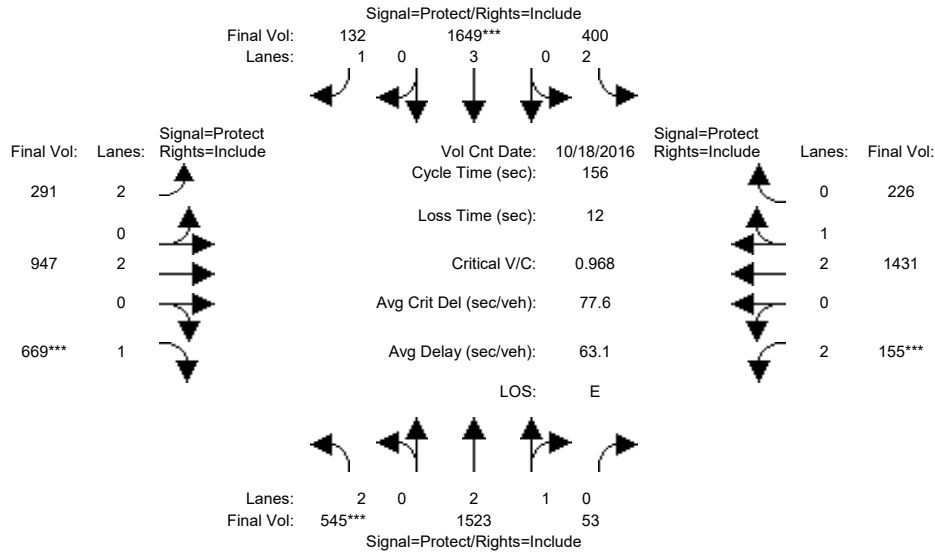 Signal=Protect/Rights=Include
Final Vol: 132 1649*** 400
Lanes: 1 0 3 0 2
Signal=Protect
Final Vol: Lanes: Rights=Include
Vol Cnt Date: 10/18/2016
Signal=Protect
Rights=Include Lanes: Final Vol:
Cycle Time (sec): 156
291 2
0 226
Loss Time (sec): 12
0
1
947 2
Critical V/C: 0.968
2 1431
0
Avg Crit Del (sec/veh): 77.6
0
669*** 1
Avg Delay (sec/veh): 63.1
2 155***
LOS: E
Lanes: 2 0 2 1 0
Final Vol: 545*** 1523 53
Signal=Protect/Rights=Include